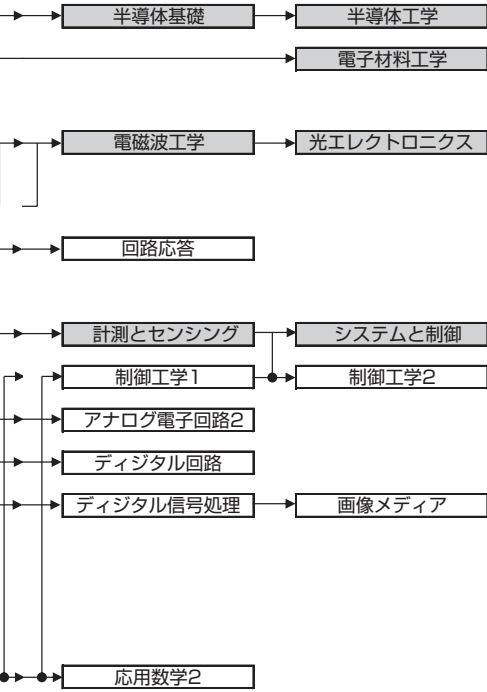 半導体基礎
半導体工学
電子材料工学
電磁波工学
光エレクトロニクス
回路応答
計測とセンシング
システムと制御
制御工学1
制御工学2
アナログ電子回路2
ディジタル回路
ディジタル信号処理
画像メディア
応用数学2